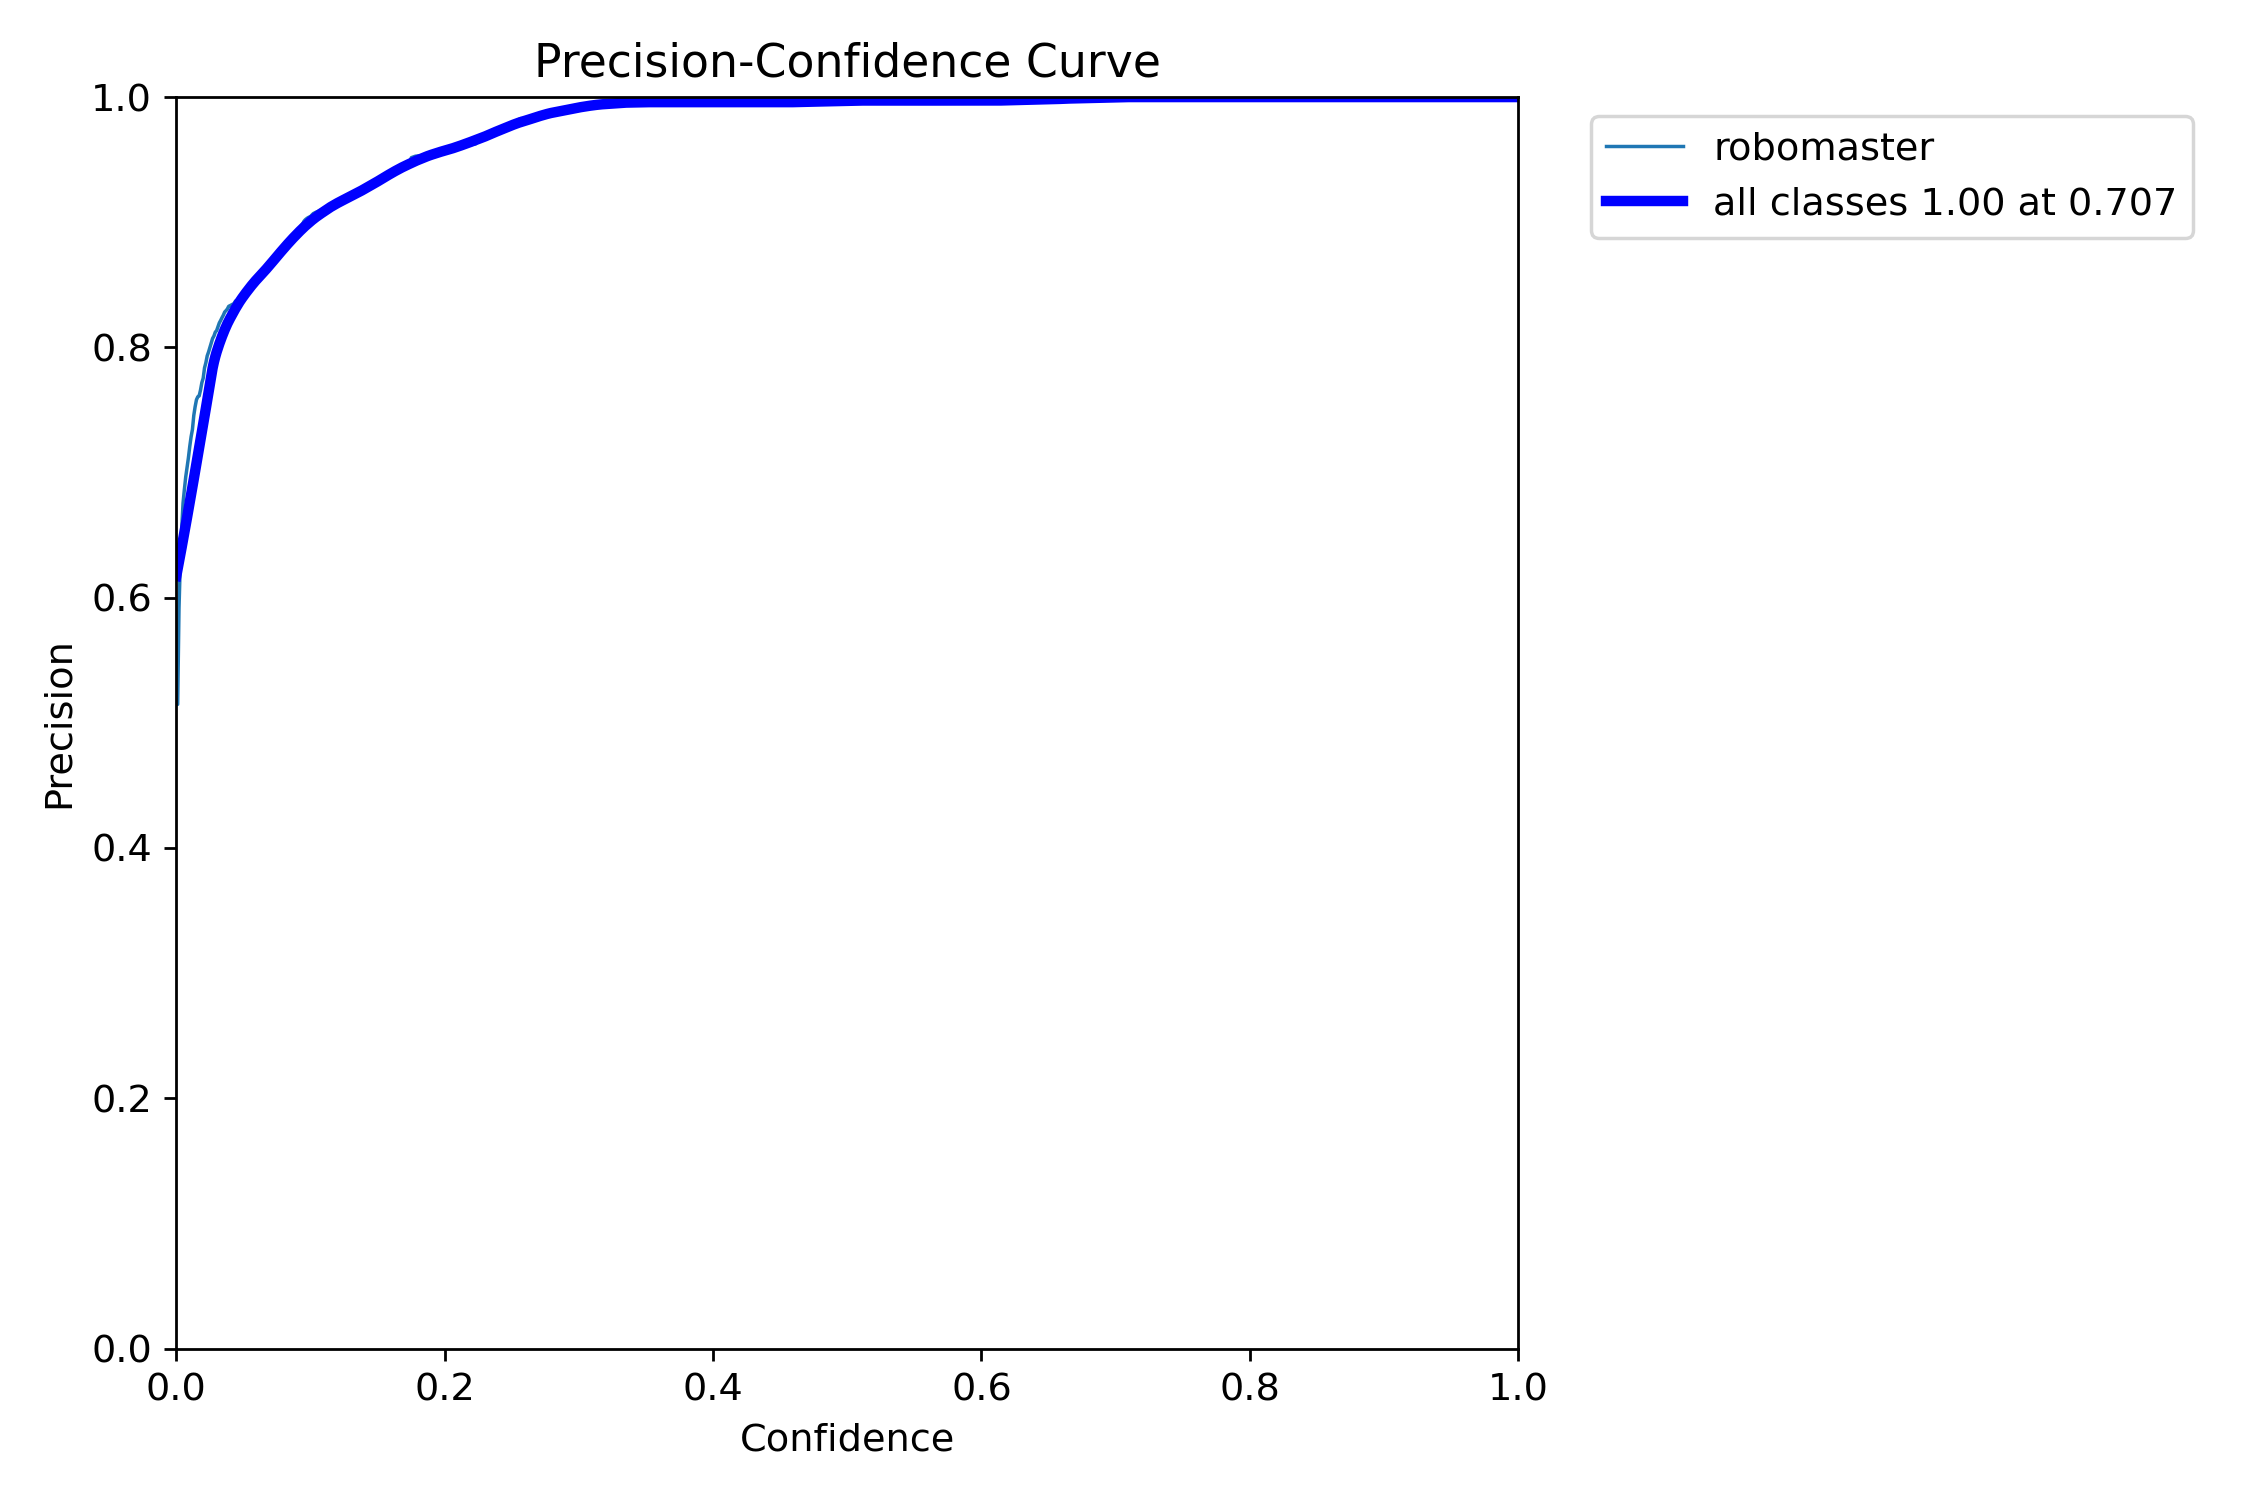 Precision-Confidence Curve
1.0
0.8
0.6
0.4
0.2
0.0
Precision
0.0 0.2 0.4 0.6 0.8 1.0
Confidence
robomaster
all classes 1.00 at 0.707